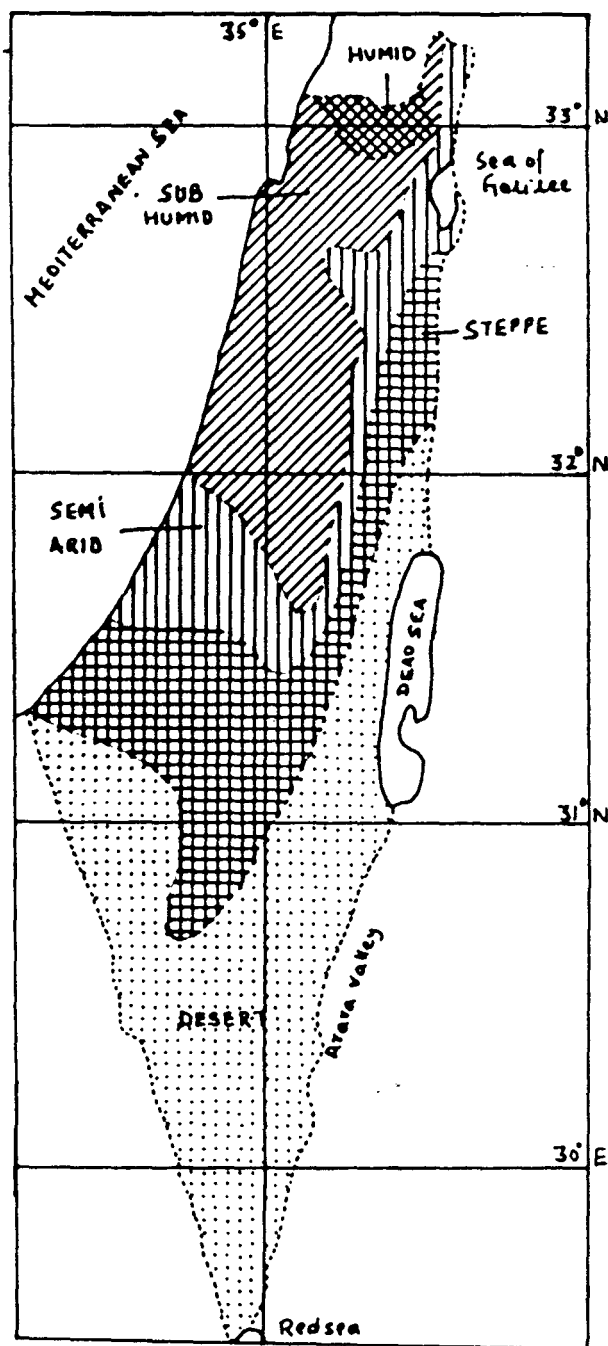 35° E
HUMID
33° N
MEDITERRANEAN SEA
Sea of
Galilee
SUB
HUMID
STEPPE
32° N
SEMI
ARID
DEAD SEA
31° N
Arava Valley
DESERT
30° E
Redsea